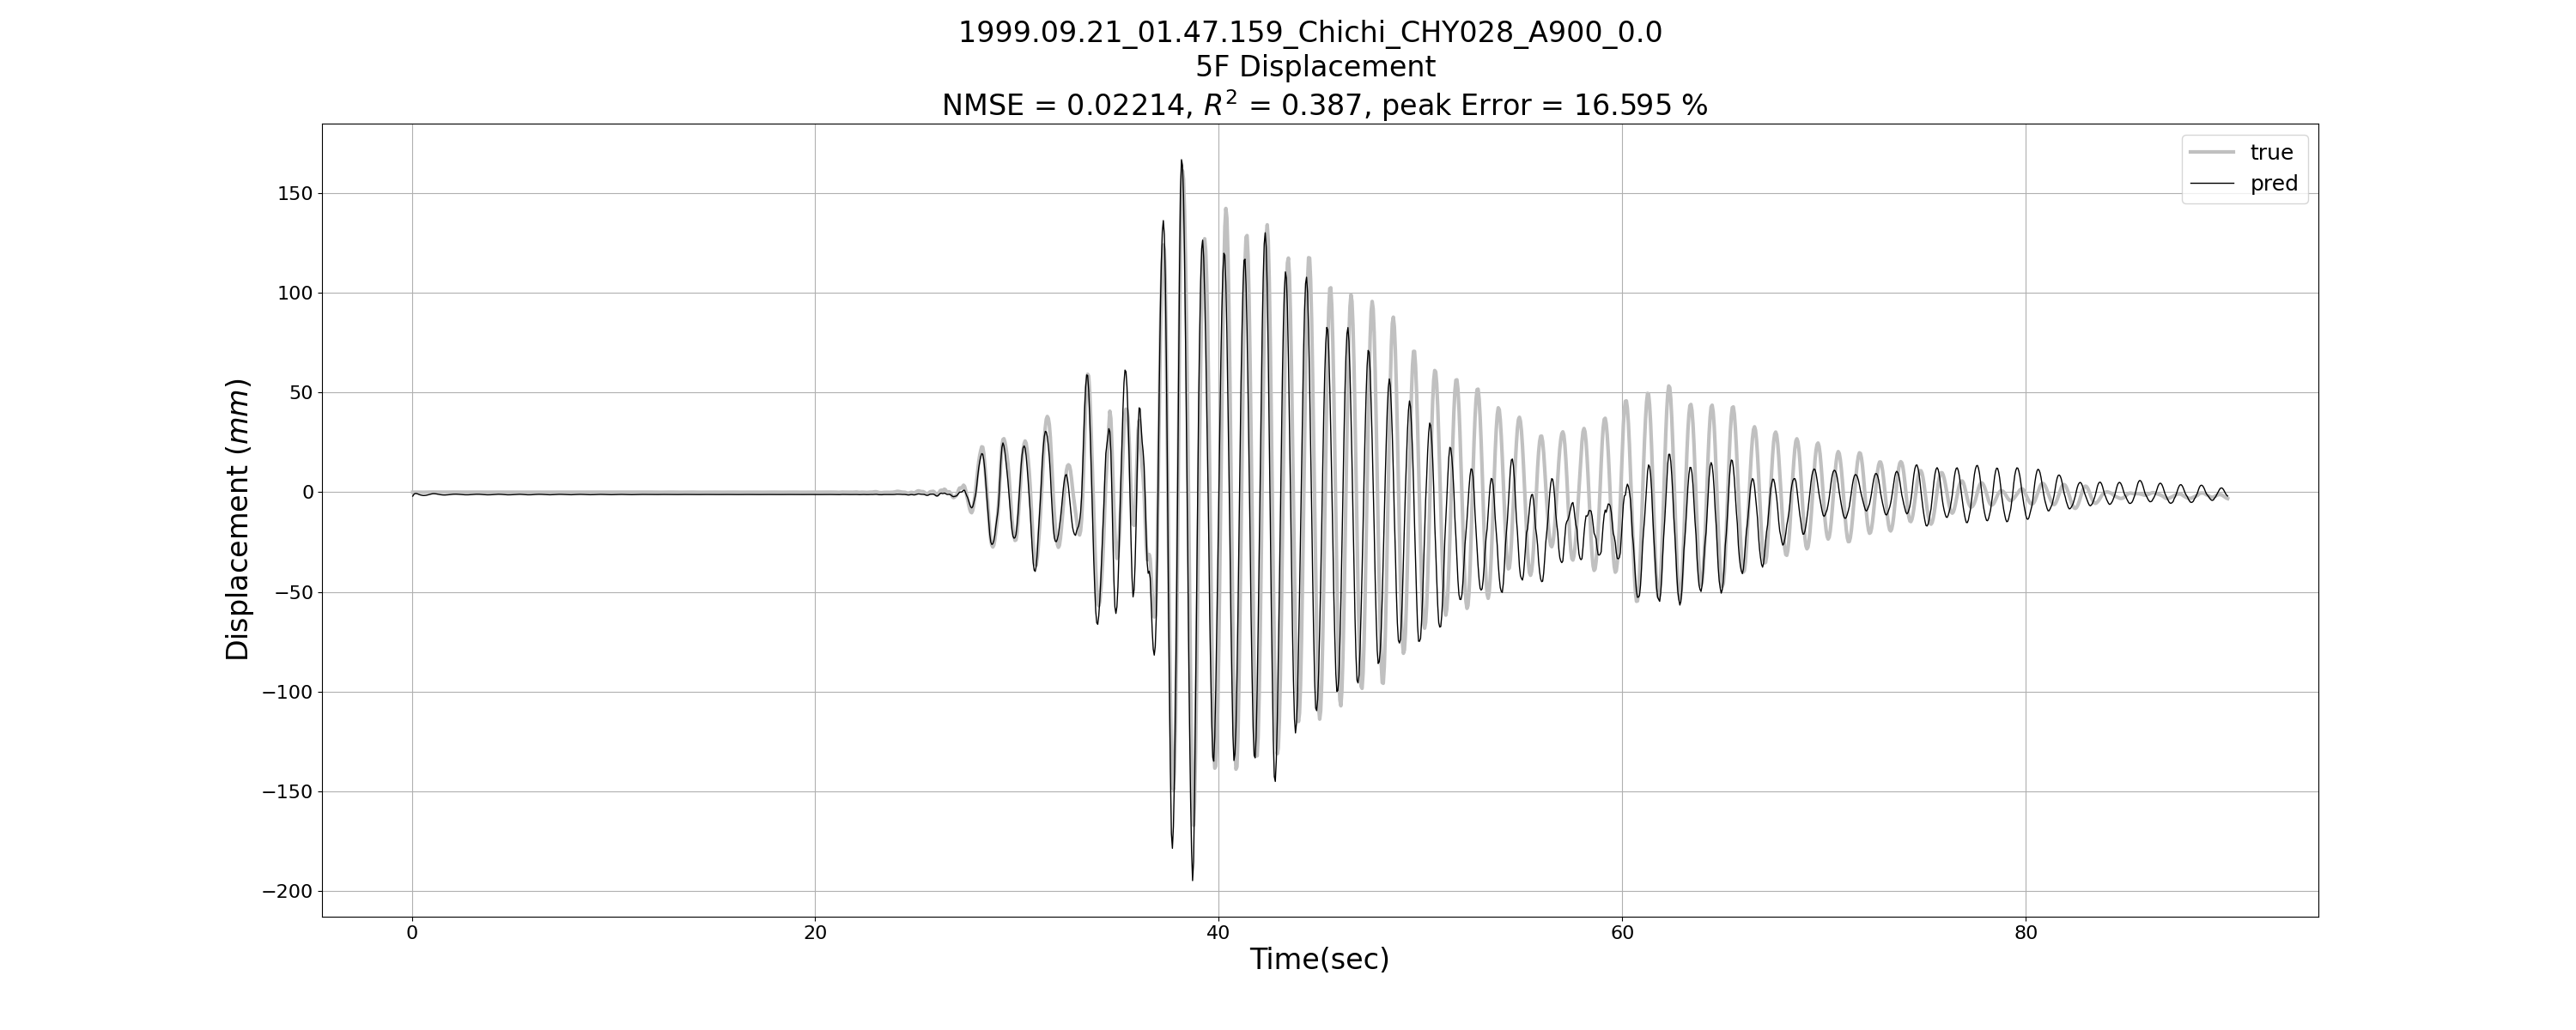 1999.09.21_01.47.159_Chichi_CHY028_A900_0.0
5F Displacement
NMSE = 0.02214, R² = 0.387, peak Error = 16.595 %
true
pred
Displacement (mm)
150
100
50
0
−50
−100
−150
−200
0
20
40
60
80
Time(sec)